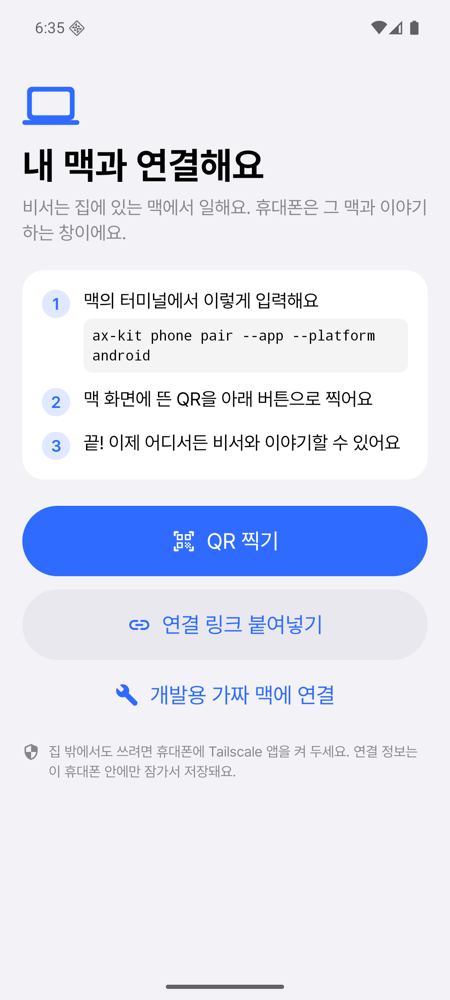 6:35
내 맥과 연결해요
비서는 집에 있는 맥에서 일해요. 휴대폰은 그 맥과 이야기
하는 창이에요.
1 맥의 터미널에서 이렇게 입력해요
ax-kit phone pair --app --platform
android
2 맥 화면에 뜬 QR을 아래 버튼으로 찍어요
3 끝! 이제 어디서든 비서와 이야기할 수 있어요
QR 찍기
연결 링크 붙여넣기
개발용 가짜 맥에 연결
집 밖에서도 쓰려면 휴대폰에 Tailscale 앱을 켜 두세요. 연결 정보는
이 휴대폰 안에만 잠가서 저장돼요.